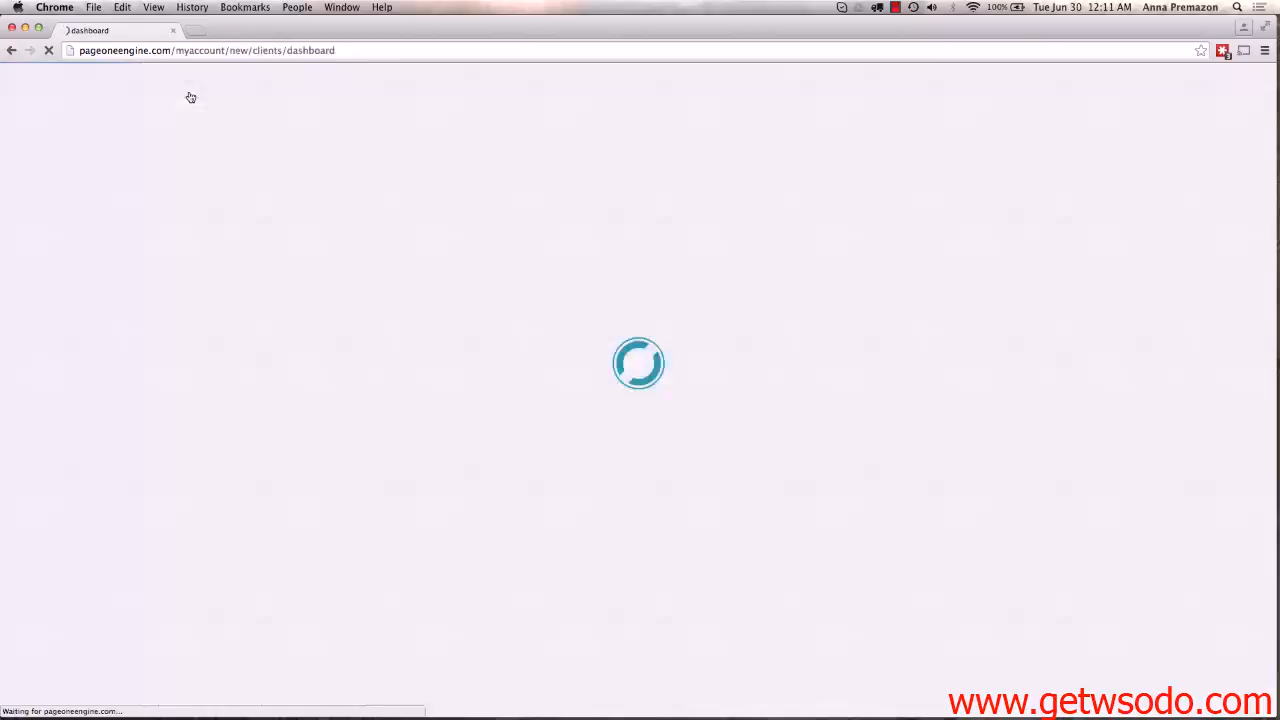 Chrome File Edit View History Bookmarks People Window Help 100% Tue Jun 30 12:11 AM Anna Premazon
dashboard
pageoneengine.com/myaccount/new/clients/dashboard
3
Waiting for pageoneengine.com...
www.getwsodo.com